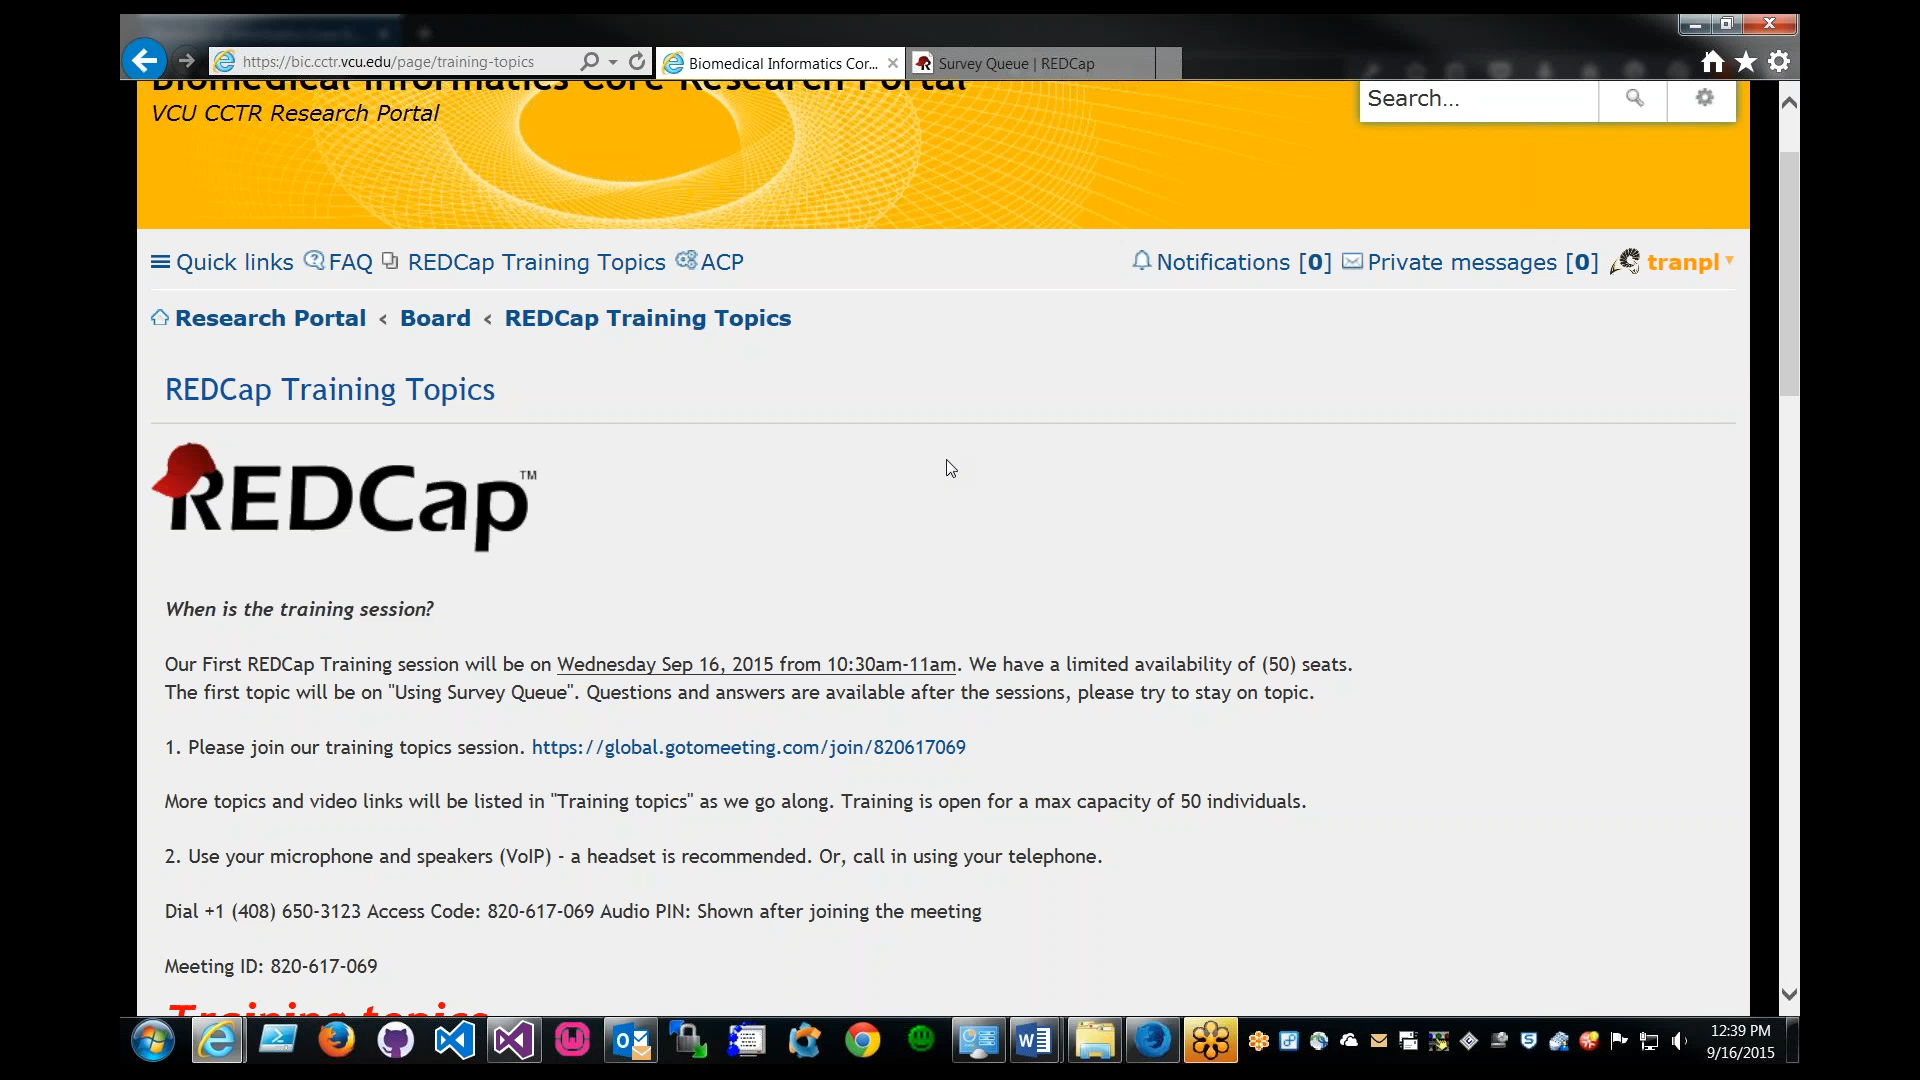 https://bic.cctr.vcu.edu/page/training-topics
Biomedical Informatics Cor...
Survey Queue | REDCap
Biomedical Informatics Core Research Portal
VCU CCTR Research Portal
Search...
Quick links FAQ REDCap Training Topics ACP
Notifications [0] Private messages [0] tranpl
Research Portal ‹ Board ‹ REDCap Training Topics
REDCap Training Topics
REDCap™
When is the training session?
Our First REDCap Training session will be on Wednesday Sep 16, 2015 from 10:30am-11am. We have a limited availability of (50) seats.
The first topic will be on "Using Survey Queue". Questions and answers are available after the sessions, please try to stay on topic.
1. Please join our training topics session. https://global.gotomeeting.com/join/820617069
More topics and video links will be listed in "Training topics" as we go along. Training is open for a max capacity of 50 individuals.
2. Use your microphone and speakers (VoIP) - a headset is recommended. Or, call in using your telephone.
Dial +1 (408) 650-3123 Access Code: 820-617-069 Audio PIN: Shown after joining the meeting
Meeting ID: 820-617-069
Training topics
12:39 PM
9/16/2015